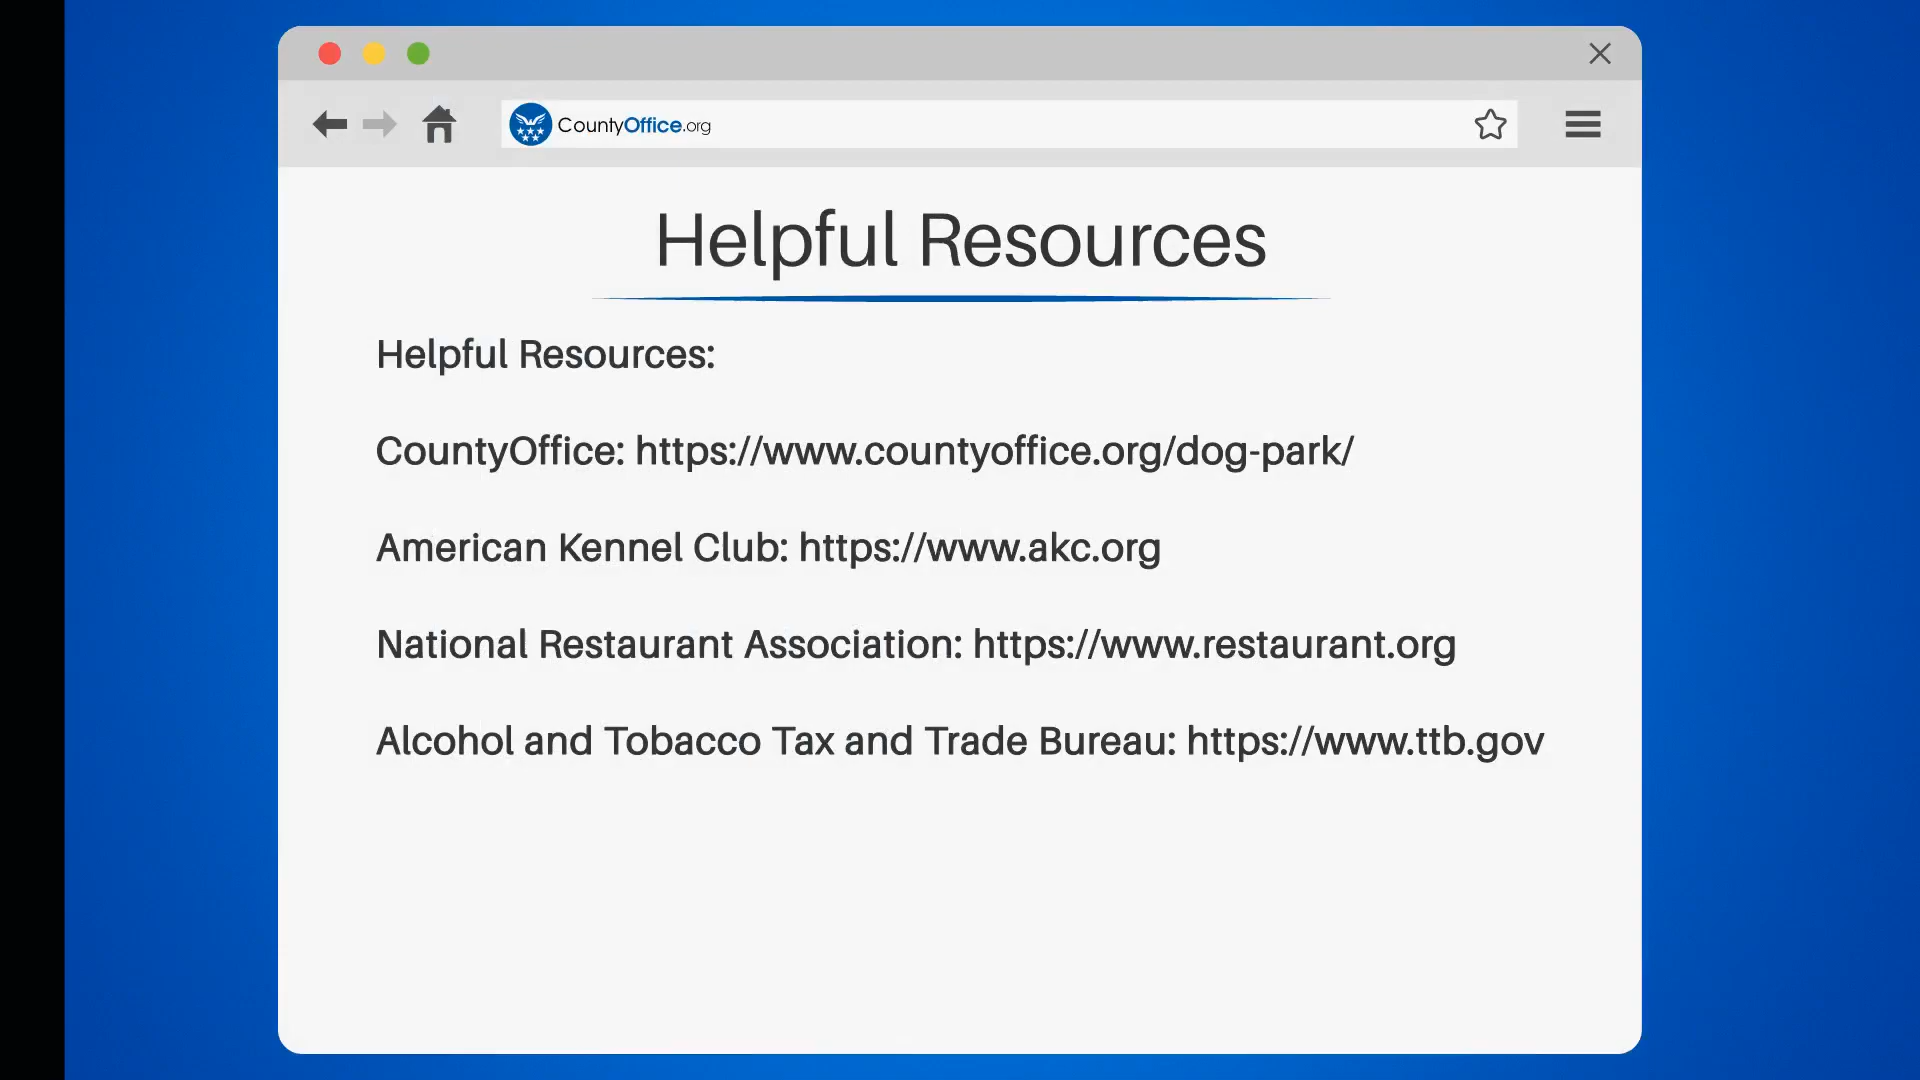 CountyOffice.org
Helpful Resources
Helpful Resources:
CountyOffice: https://www.countyoffice.org/dog-park/
American Kennel Club: https://www.akc.org
National Restaurant Association: https://www.restaurant.org
Alcohol and Tobacco Tax and Trade Bureau: https://www.ttb.gov